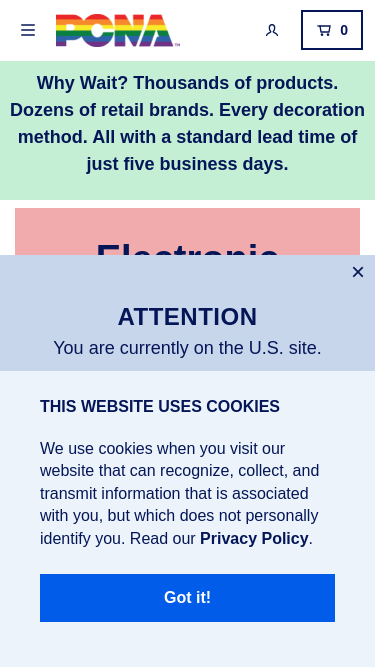 PCNA™
0
Why Wait? Thousands of products.
Dozens of retail brands. Every decoration
method. All with a standard lead time of
just five business days.
×
ATTENTION
You are currently on the U.S. site.
THIS WEBSITE USES COOKIES
We use cookies when you visit our
website that can recognize, collect, and
transmit information that is associated
with you, but which does not personally
identify you. Read our Privacy Policy.
Got it!